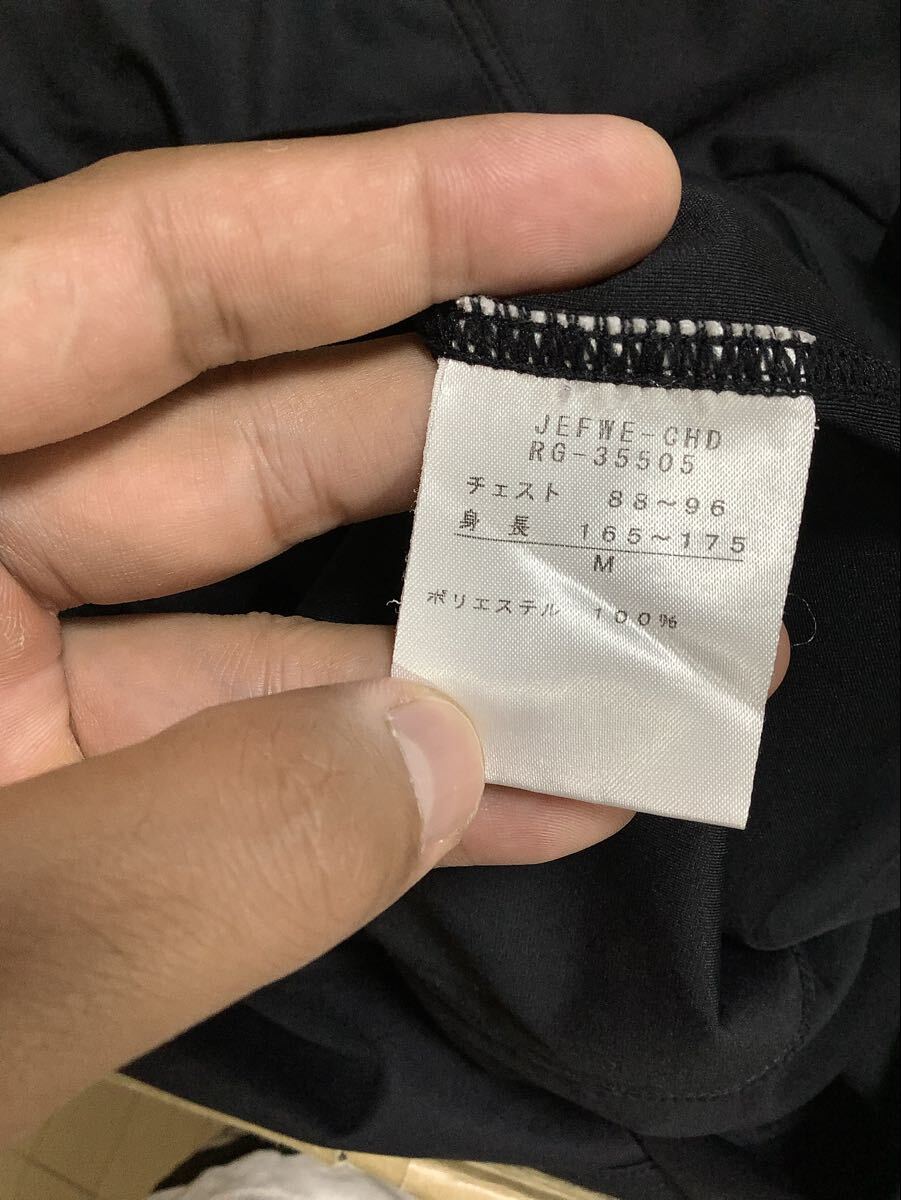 JEFWE-CHD
RG-35505
チェスト 88~96
身長 165~175
M
ポリエステル 100%